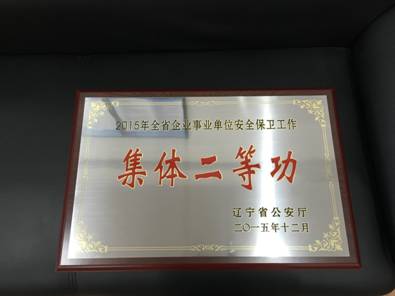 2015年全省企业事业单位安全保卫工作
集体二等功
辽宁省公安厅
二〇一五年十二月